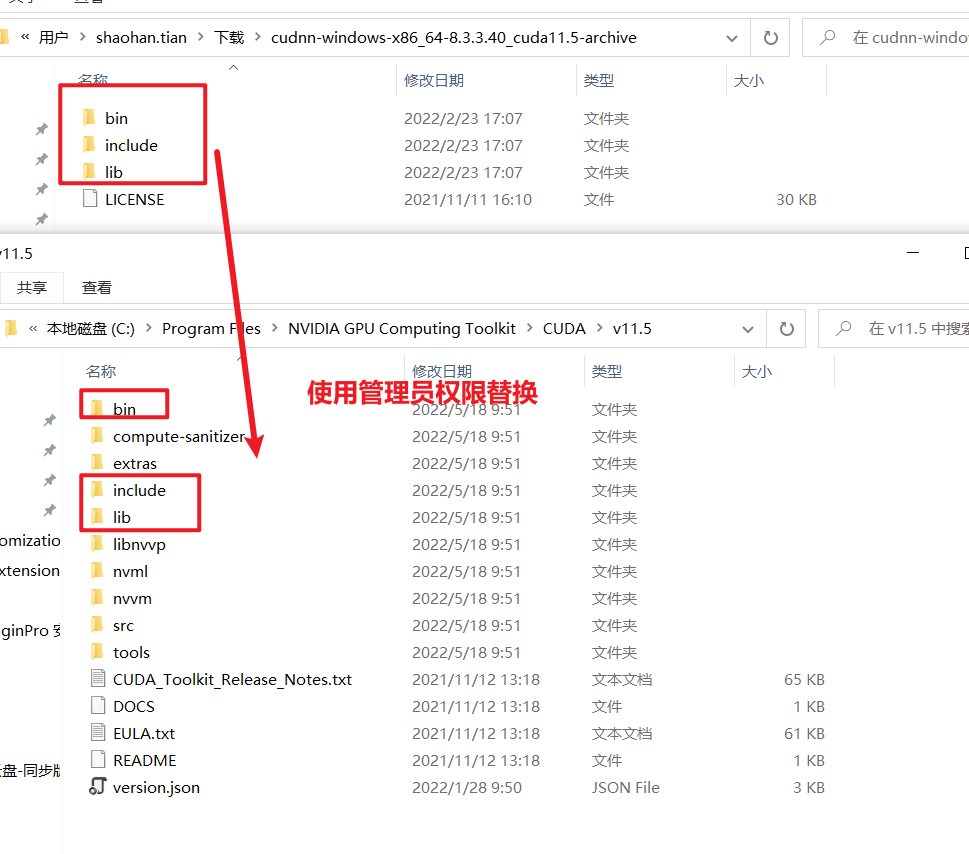 « 用户 > shaohan.tian > 下载 > cudnn-windows-x86_64-8.3.3.40_cuda11.5-archive 在 cudnn-windo
名称 修改日期 类型 大小
bin 2022/2/23 17:07 文件夹
include 2022/2/23 17:07 文件夹
lib 2022/2/23 17:07 文件夹
LICENSE 2021/11/11 16:10 文件 30 KB
v11.5
共享 查看
« 本地磁盘 (C:) > Program Files > NVIDIA GPU Computing Toolkit > CUDA > v11.5 在 v11.5 中搜索
名称 修改日期 类型 大小
使用管理员权限替换
bin 2022/5/18 9:51 文件夹
compute-sanitizer 2022/5/18 9:51 文件夹
extras 2022/5/18 9:51 文件夹
include 2022/5/18 9:51 文件夹
lib 2022/5/18 9:51 文件夹
omizatio
libnvvp 2022/5/18 9:51 文件夹
xtension
nvml 2022/5/18 9:51 文件夹
nvvm 2022/5/18 9:51 文件夹
ginPro 安
src 2022/5/18 9:51 文件夹
tools 2022/5/18 9:51 文件夹
CUDA_Toolkit_Release_Notes.txt 2021/11/12 13:18 文本文档 65 KB
DOCS 2021/11/12 13:18 文件 1 KB
EULA.txt 2021/11/12 13:18 文本文档 61 KB
README 2021/11/12 13:18 文件 1 KB
盘-同步版
version.json 2022/1/28 9:50 JSON File 3 KB